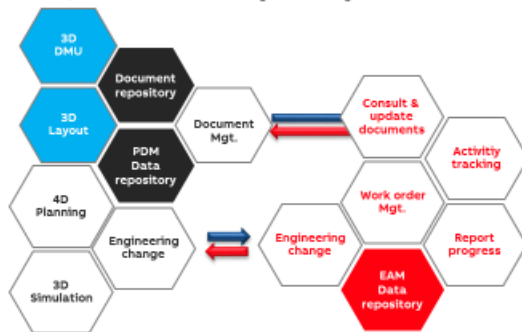 3D
DMU
Document
repository
3D
Layout
Document
Mgt.
PDM
Data
repository
4D
Planning
Engineering
change
3D
Simulation
Consult &
update
documents
Activitiy
tracking
Work order
Mgt.
Engineering
change
Report
progress
EAM
Data
repository